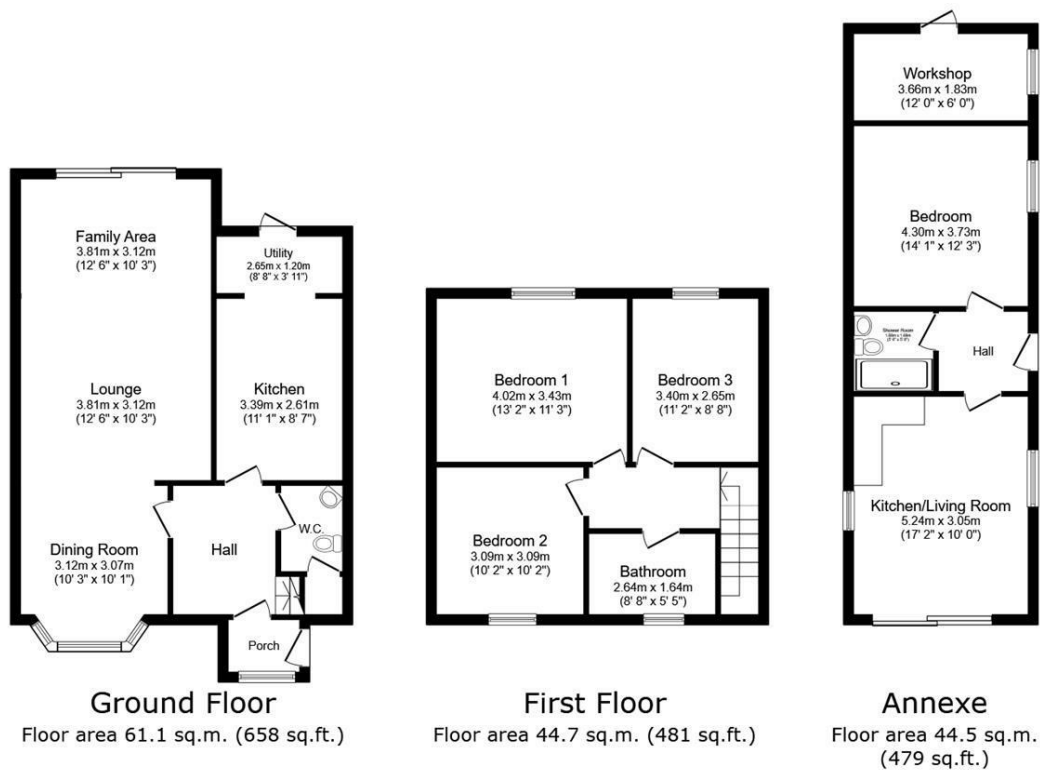 Family Area
3.81m x 3.12m
(12' 6" x 10' 3")
Utility
2.65m x 1.20m
(8' 8" x 3' 11")
Lounge
3.81m x 3.12m
(12' 6" x 10' 3")
Kitchen
3.39m x 2.61m
(11' 1" x 8' 7")
W.C.
Hall
Dining Room
3.12m x 3.07m
(10' 3" x 10' 1")
Porch
Ground Floor
Floor area 61.1 sq.m. (658 sq.ft.)
Bedroom 1
4.02m x 3.43m
(13' 2" x 11' 3")
Bedroom 3
3.40m x 2.65m
(11' 2" x 8' 8")
Bedroom 2
3.09m x 3.09m
(10' 2" x 10' 2")
Bathroom
2.64m x 1.64m
(8' 8" x 5' 5")
First Floor
Floor area 44.7 sq.m. (481 sq.ft.)
Workshop
3.66m x 1.83m
(12' 0" x 6' 0")
Bedroom
4.30m x 3.73m
(14' 1" x 12' 3")
Shower Room
Hall
Kitchen/Living Room
5.24m x 3.05m
(17' 2" x 10' 0")
Annexe
Floor area 44.5 sq.m.
(479 sq.ft.)